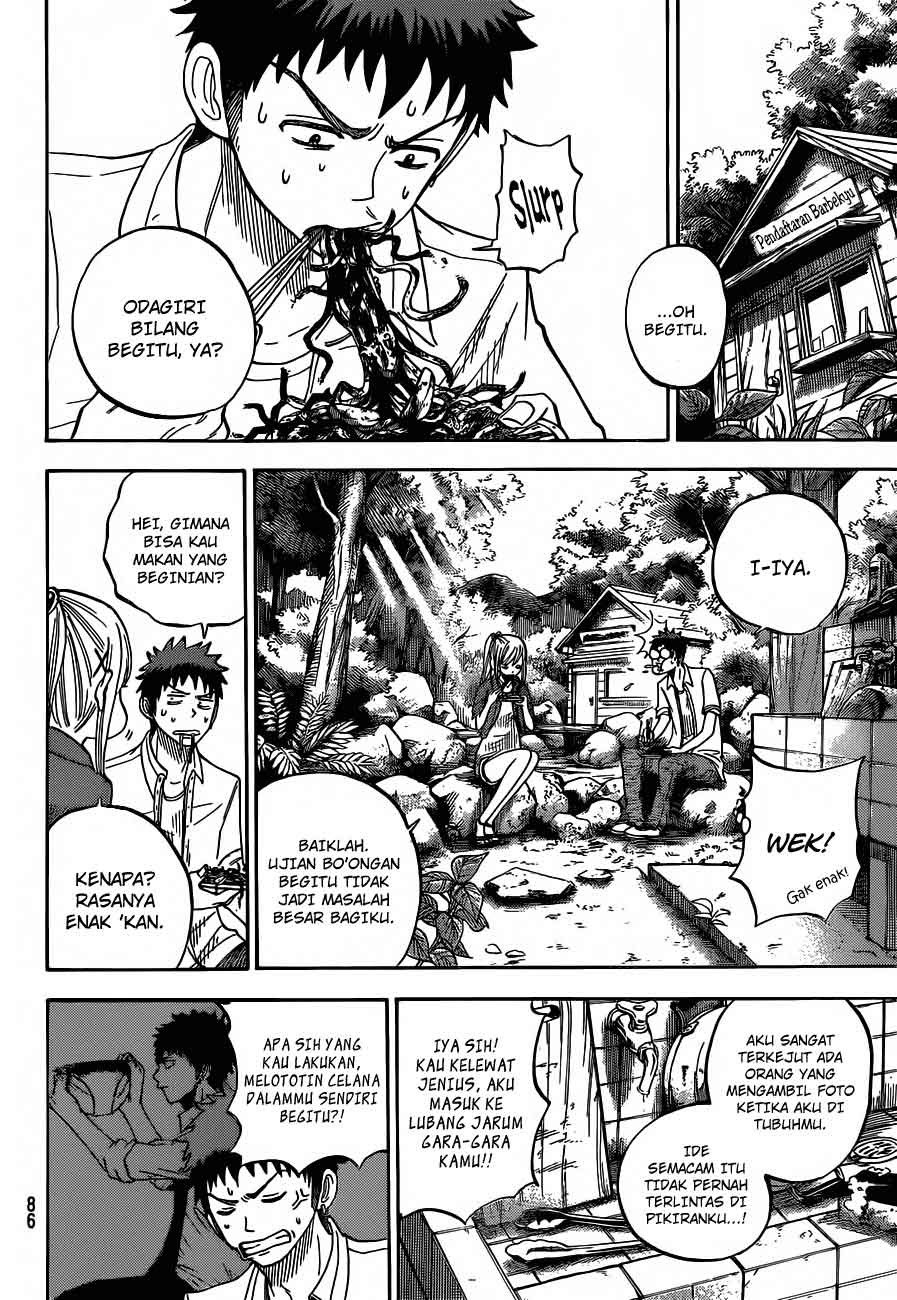 Pendaftaran Barbekyu
...OH
BEGITU.
Slurp
ODAGIRI
BILANG
BEGITU, YA?
I-IYA.
WEK!
Gak enak!
BAIKLAH.
UJIAN BO'ONGAN
BEGITU TIDAK
JADI MASALAH
BESAR BAGIKU.
HEI, GIMANA
BISA KAU
MAKAN YANG
BEGINIAN?
KENAPA?
RASANYA
ENAK 'KAN.
AKU SANGAT
TERKEJUT ADA
ORANG YANG
MENGAMBIL FOTO
KETIKA AKU DI
TUBUHMU.
IDE
SEMACAM ITU
TIDAK PERNAH
TERLINTAS DI
PIKIRANKU...!
IYA SIH!
KAU KELEWAT
JENIUS, AKU
MASUK KE
LUBANG JARUM
GARA-GARA
KAMU!!
APA SIH YANG
KAU LAKUKAN,
MELOTOTIN CELANA
DALAMMU SENDIRI
BEGITU?!
86